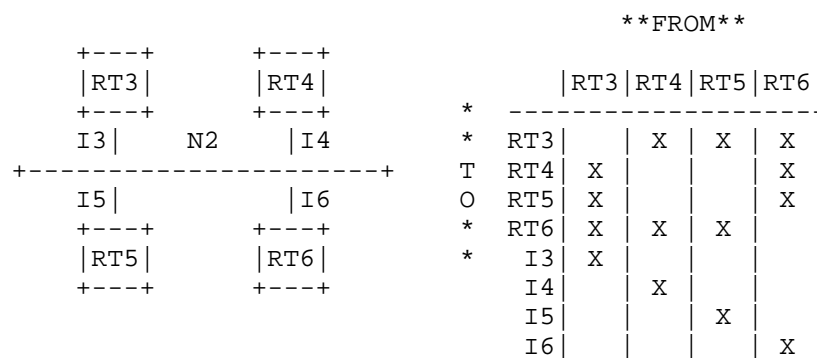 **FROM**
     +---+      +---+
     |RT3|      |RT4|              |RT3|RT4|RT5|RT6
     +---+      +---+        *  --------------------
     I3|    N2    |I4        *  RT3|   | X | X | X
 +----------------------+    T  RT4| X |   |   | X
     I5|          |I6        O  RT5| X |   |   | X
     +---+      +---+        *  RT6| X | X | X |
     |RT5|      |RT6|        *   I3| X |   |   |
     +---+      +---+            I4|   | X |   |
                                 I5|   |   | X |
                                 I6|   |   |   | X